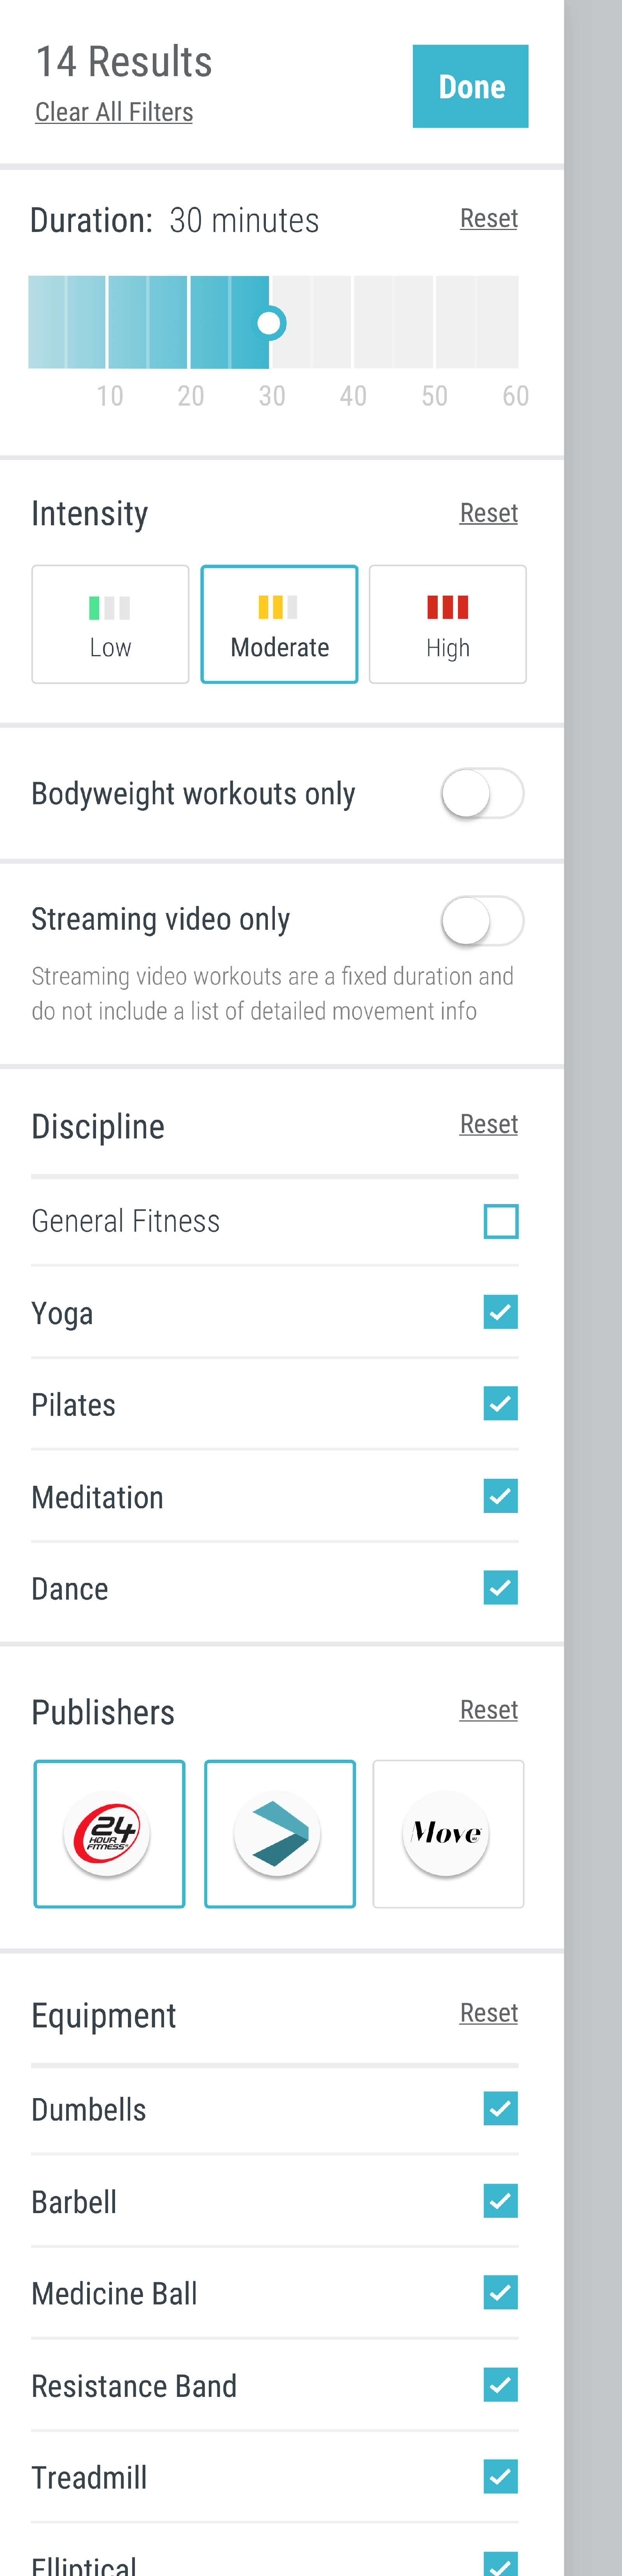 14 Results
Clear All Filters
Done
Duration: 30 minutes
Reset
10 20 30 40 50 60
Intensity
Reset
Low
Moderate
High
Bodyweight workouts only
Streaming video only
Streaming video workouts are a fixed duration and
do not include a list of detailed movement info
Discipline
Reset
General Fitness
Yoga
Pilates
Meditation
Dance
Publishers
Reset
24
HOUR
FITNESS
Move
Equipment
Reset
Dumbells
Barbell
Medicine Ball
Resistance Band
Treadmill
Elliptical